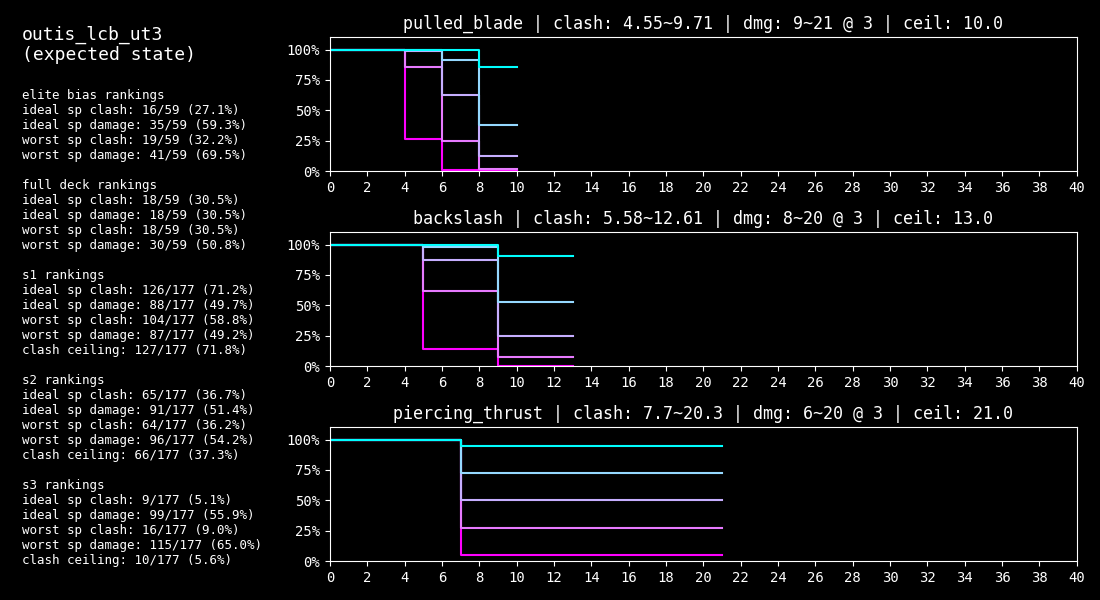 outis_lcb_ut3
(expected state)
elite bias rankings
ideal sp clash: 16/59 (27.1%)
ideal sp damage: 35/59 (59.3%)
worst sp clash: 19/59 (32.2%)
worst sp damage: 41/59 (69.5%)
full deck rankings
ideal sp clash: 18/59 (30.5%)
ideal sp damage: 18/59 (30.5%)
worst sp clash: 18/59 (30.5%)
worst sp damage: 30/59 (50.8%)
s1 rankings
ideal sp clash: 126/177 (71.2%)
ideal sp damage: 88/177 (49.7%)
worst sp clash: 104/177 (58.8%)
worst sp damage: 87/177 (49.2%)
clash ceiling: 127/177 (71.8%)
s2 rankings
ideal sp clash: 65/177 (36.7%)
ideal sp damage: 91/177 (51.4%)
worst sp clash: 64/177 (36.2%)
worst sp damage: 96/177 (54.2%)
clash ceiling: 66/177 (37.3%)
s3 rankings
ideal sp clash: 9/177 (5.1%)
ideal sp damage: 99/177 (55.9%)
worst sp clash: 16/177 (9.0%)
worst sp damage: 115/177 (65.0%)
clash ceiling: 10/177 (5.6%)
pulled_blade | clash: 4.55~9.71 | dmg: 9~21 @ 3 | ceil: 10.0
100%
75%
50%
25%
0%
0 2 4 6 8 10 12 14 16 18 20 22 24 26 28 30 32 34 36 38 40
backslash | clash: 5.58~12.61 | dmg: 8~20 @ 3 | ceil: 13.0
100%
75%
50%
25%
0%
0 2 4 6 8 10 12 14 16 18 20 22 24 26 28 30 32 34 36 38 40
piercing_thrust | clash: 7.7~20.3 | dmg: 6~20 @ 3 | ceil: 21.0
100%
75%
50%
25%
0%
0 2 4 6 8 10 12 14 16 18 20 22 24 26 28 30 32 34 36 38 40